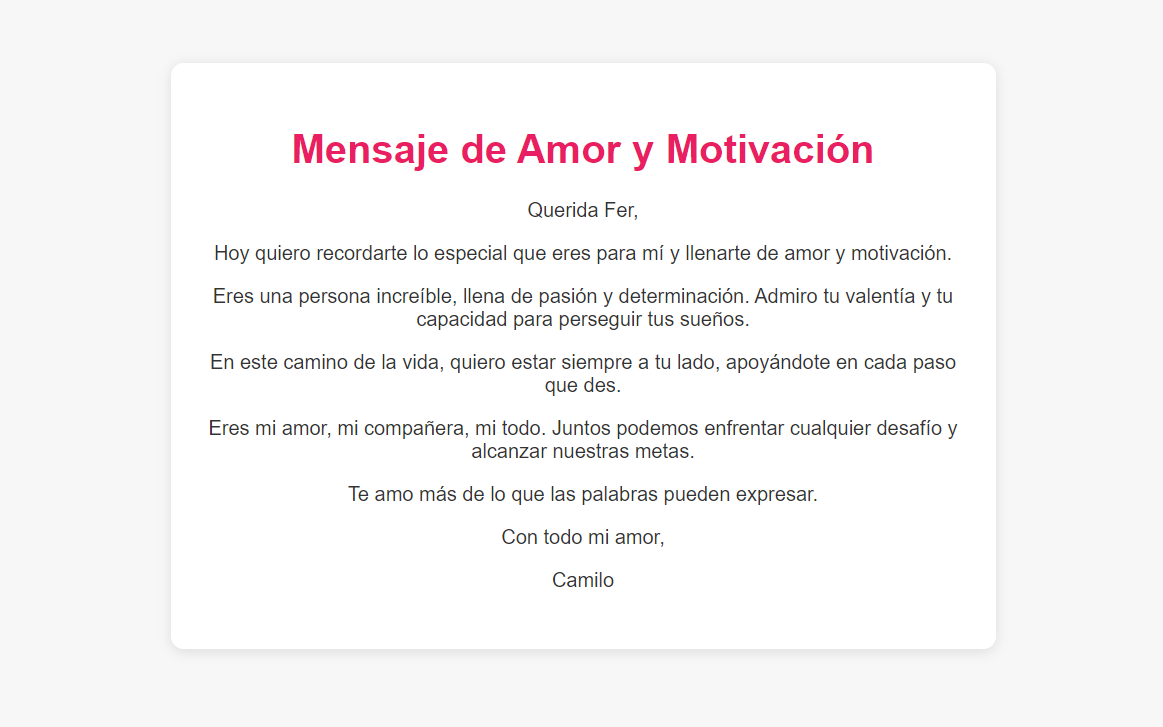 Mensaje de Amor y Motivación
Querida Fer,
Hoy quiero recordarte lo especial que eres para mí y llenarte de amor y motivación.
Eres una persona increíble, llena de pasión y determinación. Admiro tu valentía y tu
capacidad para perseguir tus sueños.
En este camino de la vida, quiero estar siempre a tu lado, apoyándote en cada paso
que des.
Eres mi amor, mi compañera, mi todo. Juntos podemos enfrentar cualquier desafío y
alcanzar nuestras metas.
Te amo más de lo que las palabras pueden expresar.
Con todo mi amor,
Camilo